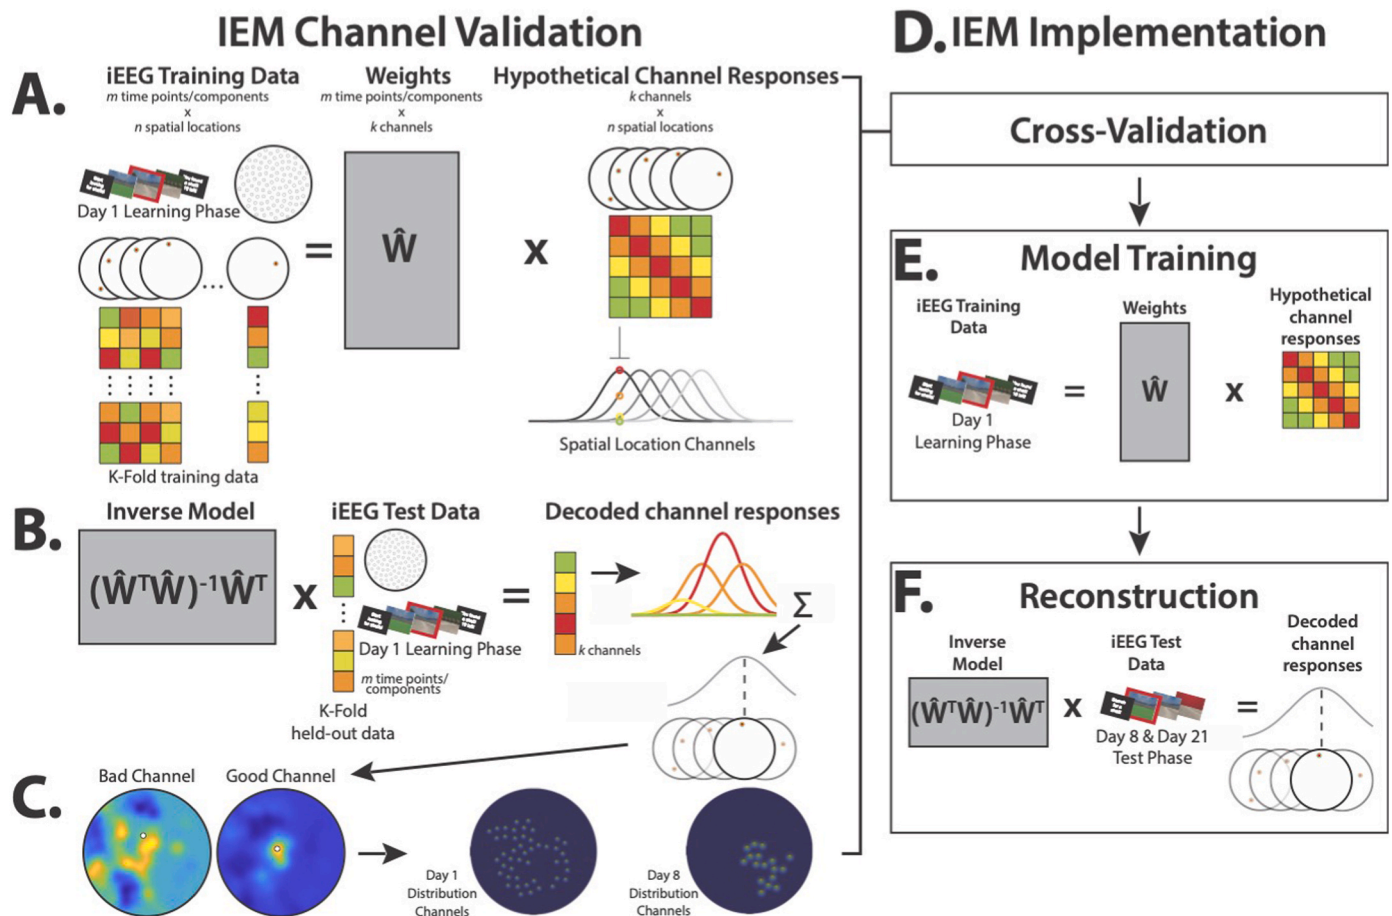 IEM Channel Validation
A.
iEEG Training Data
m time points/components
x
n spatial locations
Weights
m time points/components
x
k channels
Hypothetical Channel Responses
k channels
x
n spatial locations
Day 1 Learning Phase
...
=
Ŵ
x
K-Fold training data
Spatial Location Channels
B.
Inverse Model
(ŴᵀŴ)⁻¹Ŵᵀ
x
iEEG Test Data
Day 1 Learning Phase
m time points/
components
K-Fold
held-out data
=
Decoded channel responses
k channels
Σ
C.
Bad Channel
Good Channel
Day 1
Distribution
Channels
Day 8
Distribution
Channels
D. IEM Implementation
Cross-Validation
E.
Model Training
iEEG Training
Data
Day 1
Learning Phase
=
Weights
Ŵ
x
Hypothetical
channel
responses
F.
Reconstruction
Inverse
Model
(ŴᵀŴ)⁻¹Ŵᵀ
x
iEEG Test
Data
Day 8 & Day 21
Test Phase
=
Decoded
channel
responses